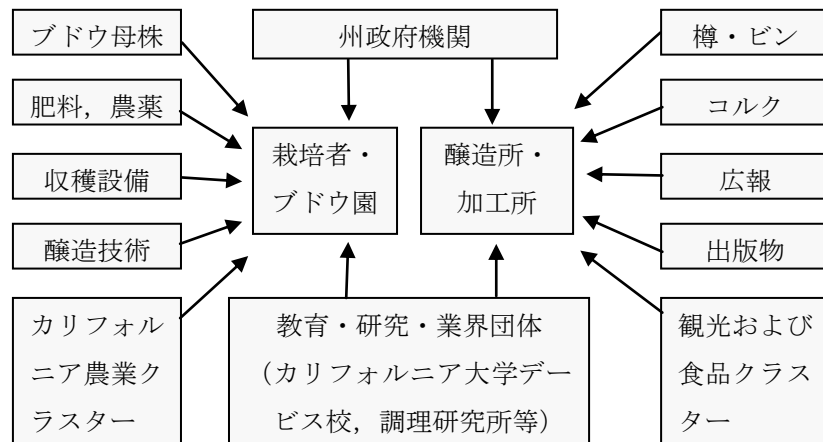 ブドウ母株
州政府機関
樽・ビン
肥料，農薬
コルク
栽培者・
ブドウ園
醸造所・
加工所
収穫設備
広報
醸造技術
出版物
カリフォル
ニア農業ク
ラスター
教育・研究・業界団体
（カリフォルニア大学デー
ビス校，調理研究所等）
観光および
食品クラス
ター